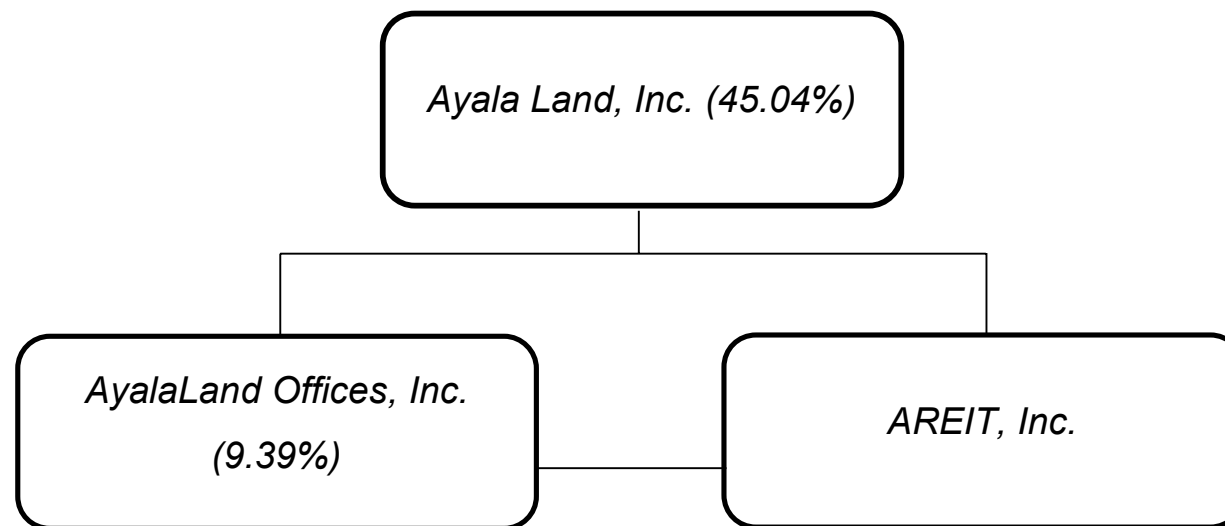 Ayala Land, Inc. (45.04%)
AyalaLand Offices, Inc.
(9.39%)
AREIT, Inc.